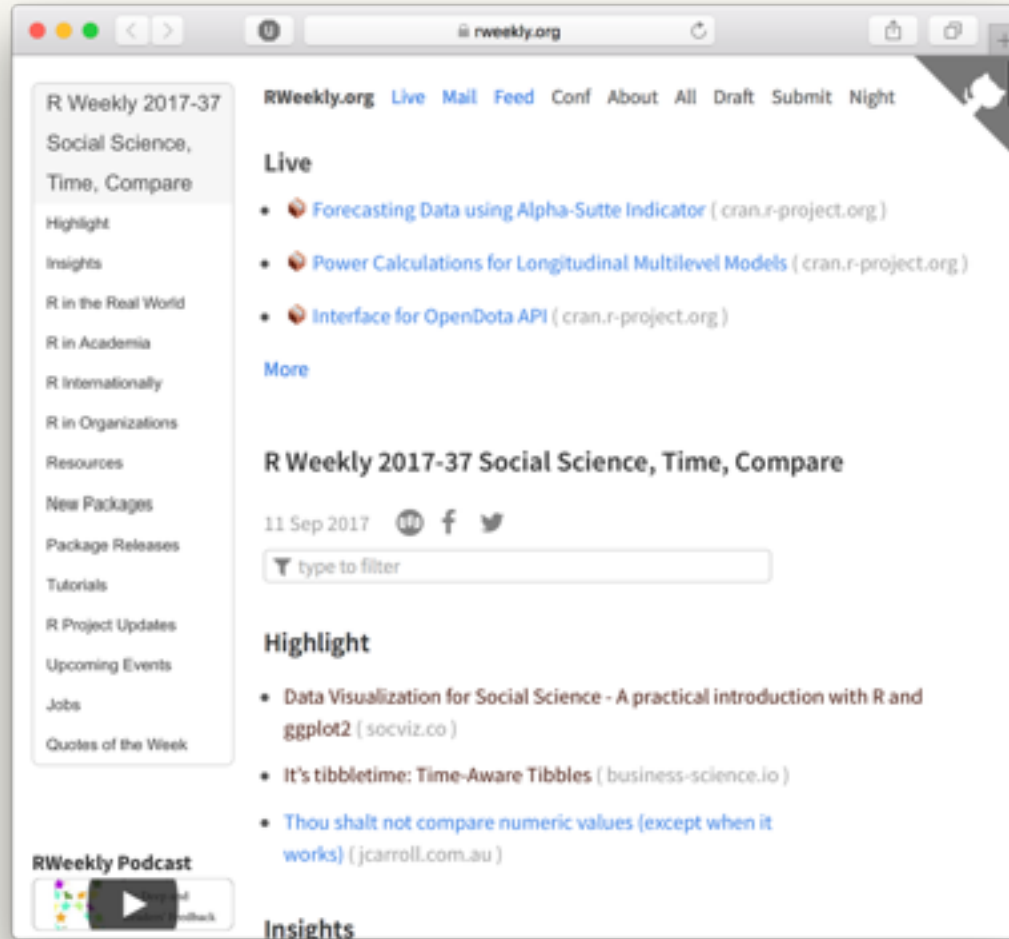 rweekly.org
R Weekly 2017-37
Social Science,
Time, Compare
Highlight
Insights
R in the Real World
R in Academia
R Internationally
R in Organizations
Resources
New Packages
Package Releases
Tutorials
R Project Updates
Upcoming Events
Jobs
Quotes of the Week
RWeekly Podcast
RWeekly.org Live Mail Feed Conf About All Draft Submit Night
Live
• Forecasting Data using Alpha-Sutte Indicator ( cran.r-project.org )
• Power Calculations for Longitudinal Multilevel Models ( cran.r-project.org )
• Interface for OpenDota API ( cran.r-project.org )
More
R Weekly 2017-37 Social Science, Time, Compare
11 Sep 2017
type to filter
Highlight
• Data Visualization for Social Science - A practical introduction with R and
ggplot2 ( socviz.co )
• It's tibbletime: Time-Aware Tibbles ( business-science.io )
• Thou shalt not compare numeric values (except when it
works) ( jcarroll.com.au )
Insights